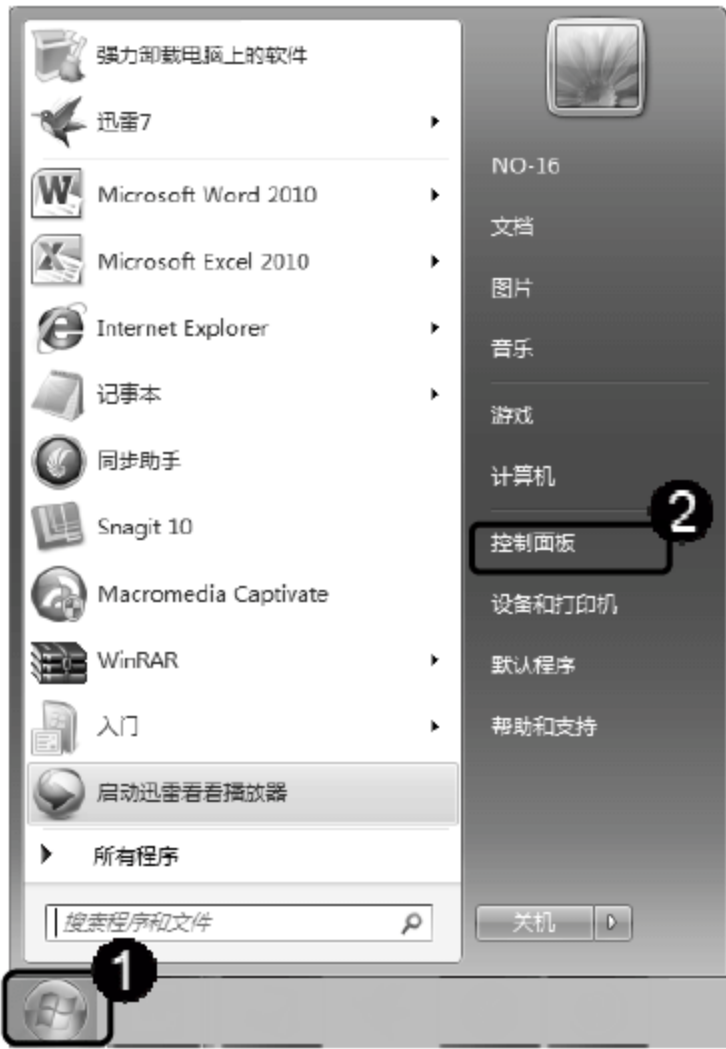 强力卸载电脑上的软件
迅雷7
Microsoft Word 2010
Microsoft Excel 2010
Internet Explorer
记事本
同步助手
Snagit 10
Macromedia Captivate
WinRAR
入门
启动迅雷看看播放器
所有程序
搜索程序和文件
1
NO-16
文档
图片
音乐
游戏
计算机
2
控制面板
设备和打印机
默认程序
帮助和支持
关机